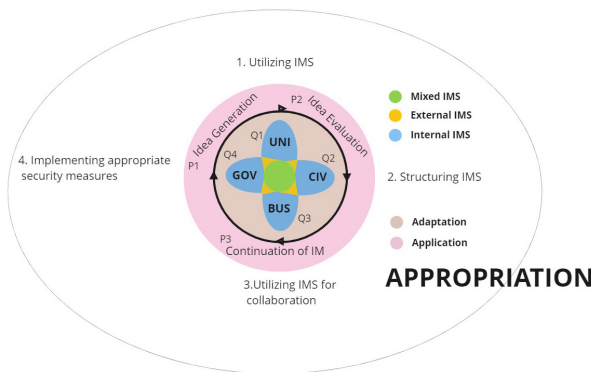 1. Utilizing IMS
P2
Idea Generation
Idea Evaluation
Mixed IMS
External IMS
Internal IMS
Q1
UNI
Q4
Q2
4. Implementing appropriate
security measures
P1
GOV
CIV
2. Structuring IMS
BUS
Q3
Adaptation
P3
Application
Continuation of IM
APPROPRIATION
3.Utilizing IMS for
collaboration